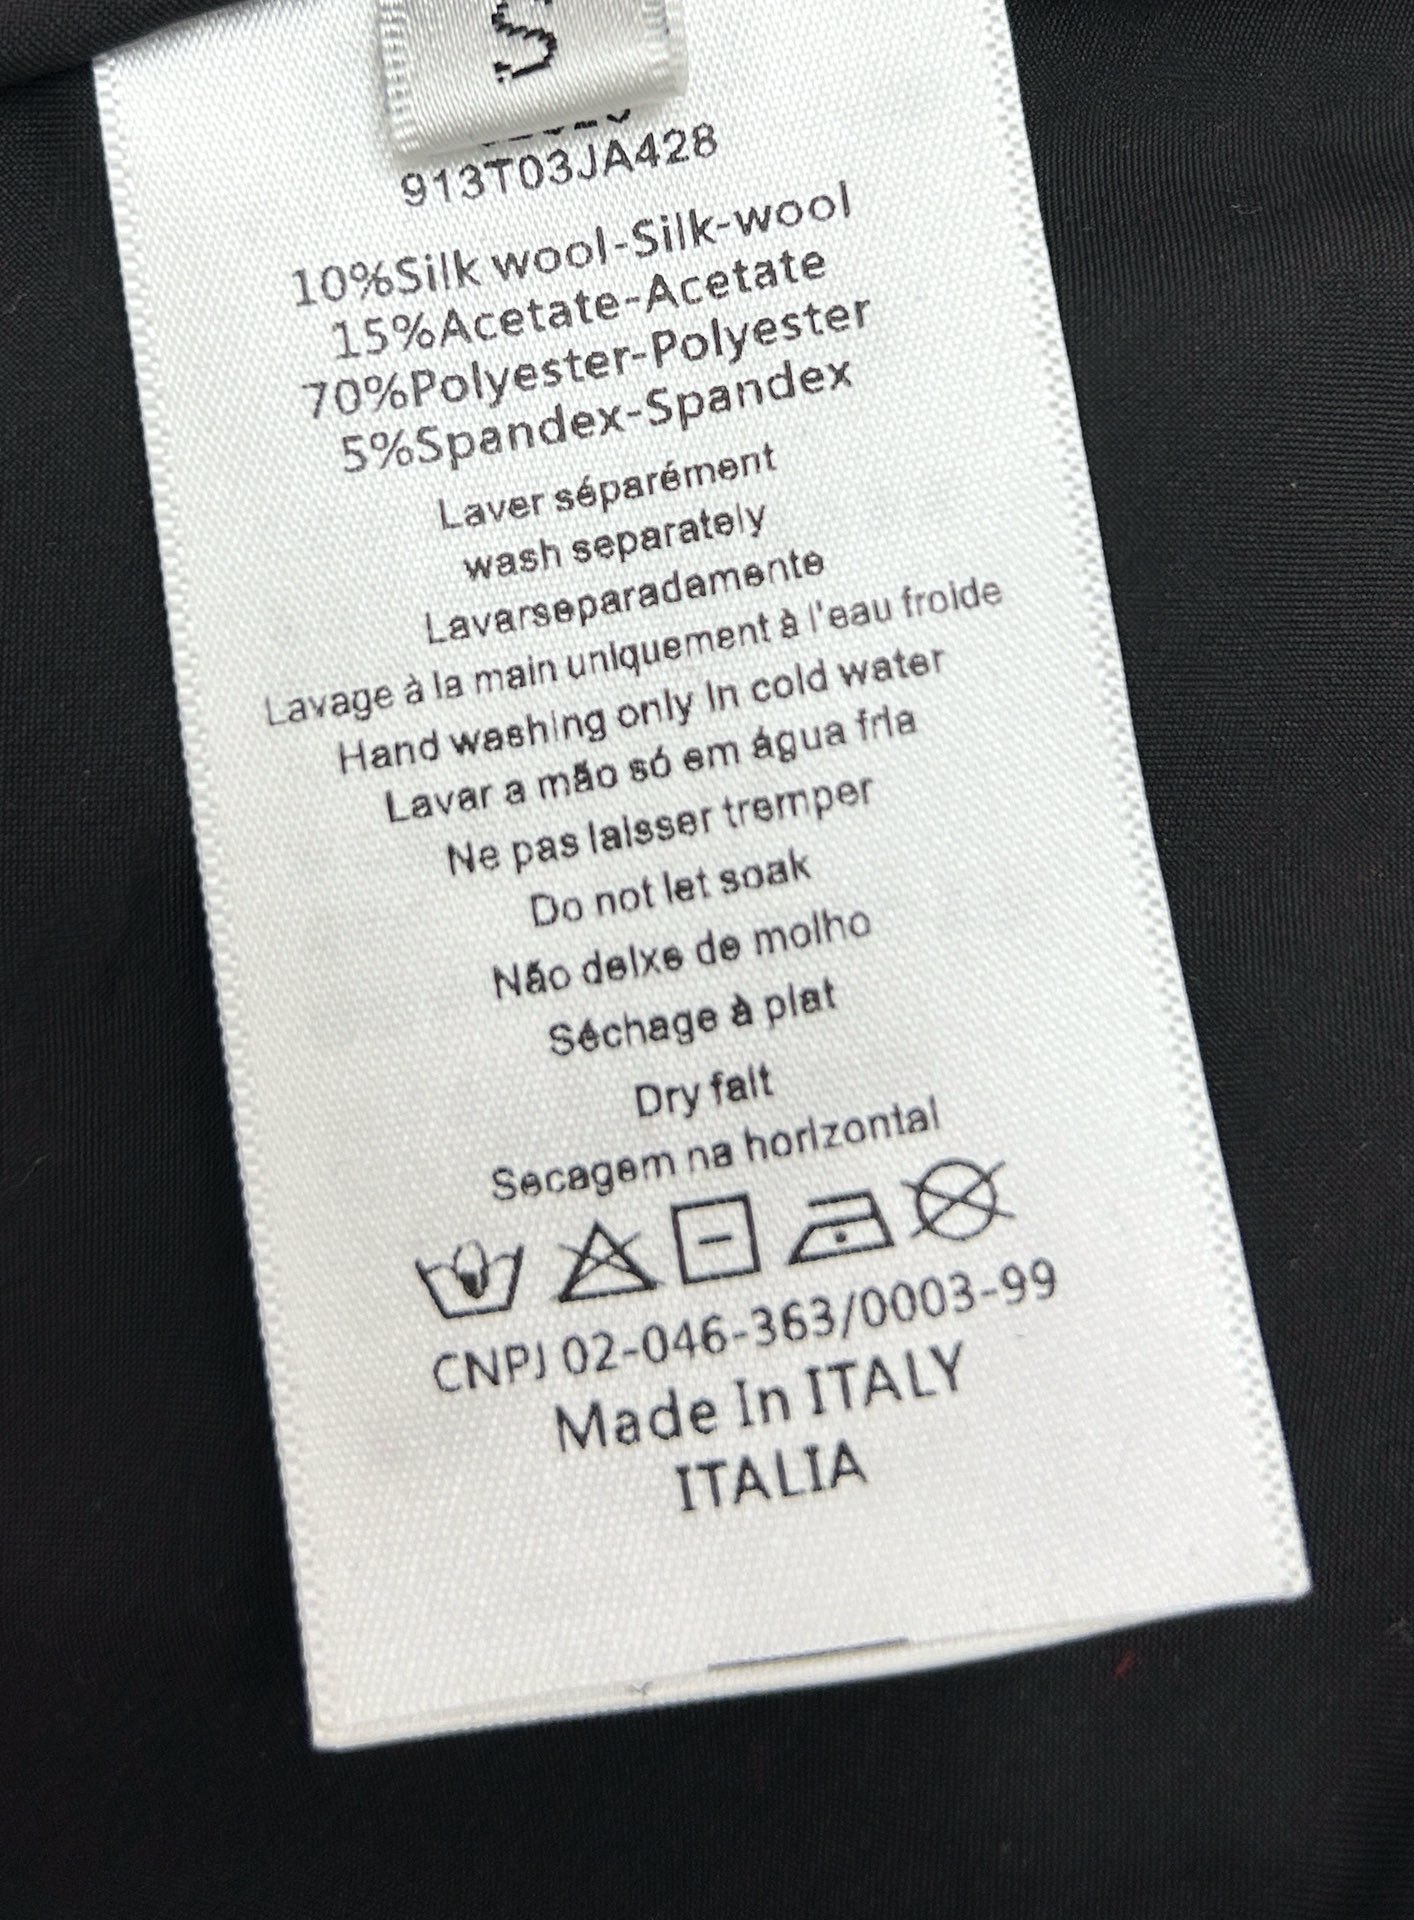 S
913T03JA428
10%Silk wool-Silk-wool
15%Acetate-Acetate
70%Polyester-Polyester
5%Spandex-Spandex
Laver séparément
wash separately
Lavarseparadamente
Lavage à la main uniquement à l'eau froide
Hand washing only in cold water
Lavar a mão só em água fria
Ne pas laisser tremper
Do not let soak
Não deixe de molho
Séchage à plat
Dry falt
Secagem na horizontal
CNPJ 02-046-363/0003-99
Made In ITALY
ITALIA